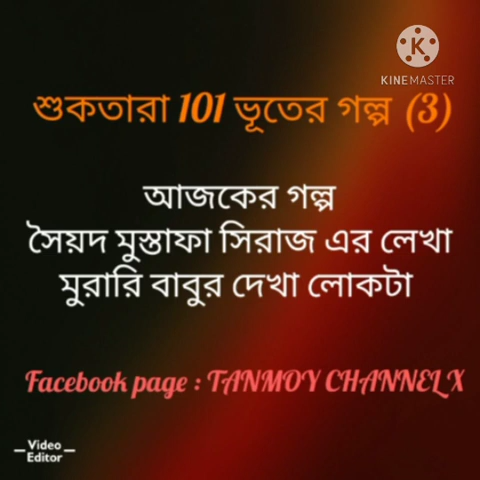 KINEMASTER
শুকতারা 101 ভূতের গল্প (3)
আজকের গল্প
সৈয়দ মুস্তাফা সিরাজ এর লেখা
মুরারি বাবুর দেখা লোকটা
Facebook page : TANMOY CHANNEL X
Video
Editor